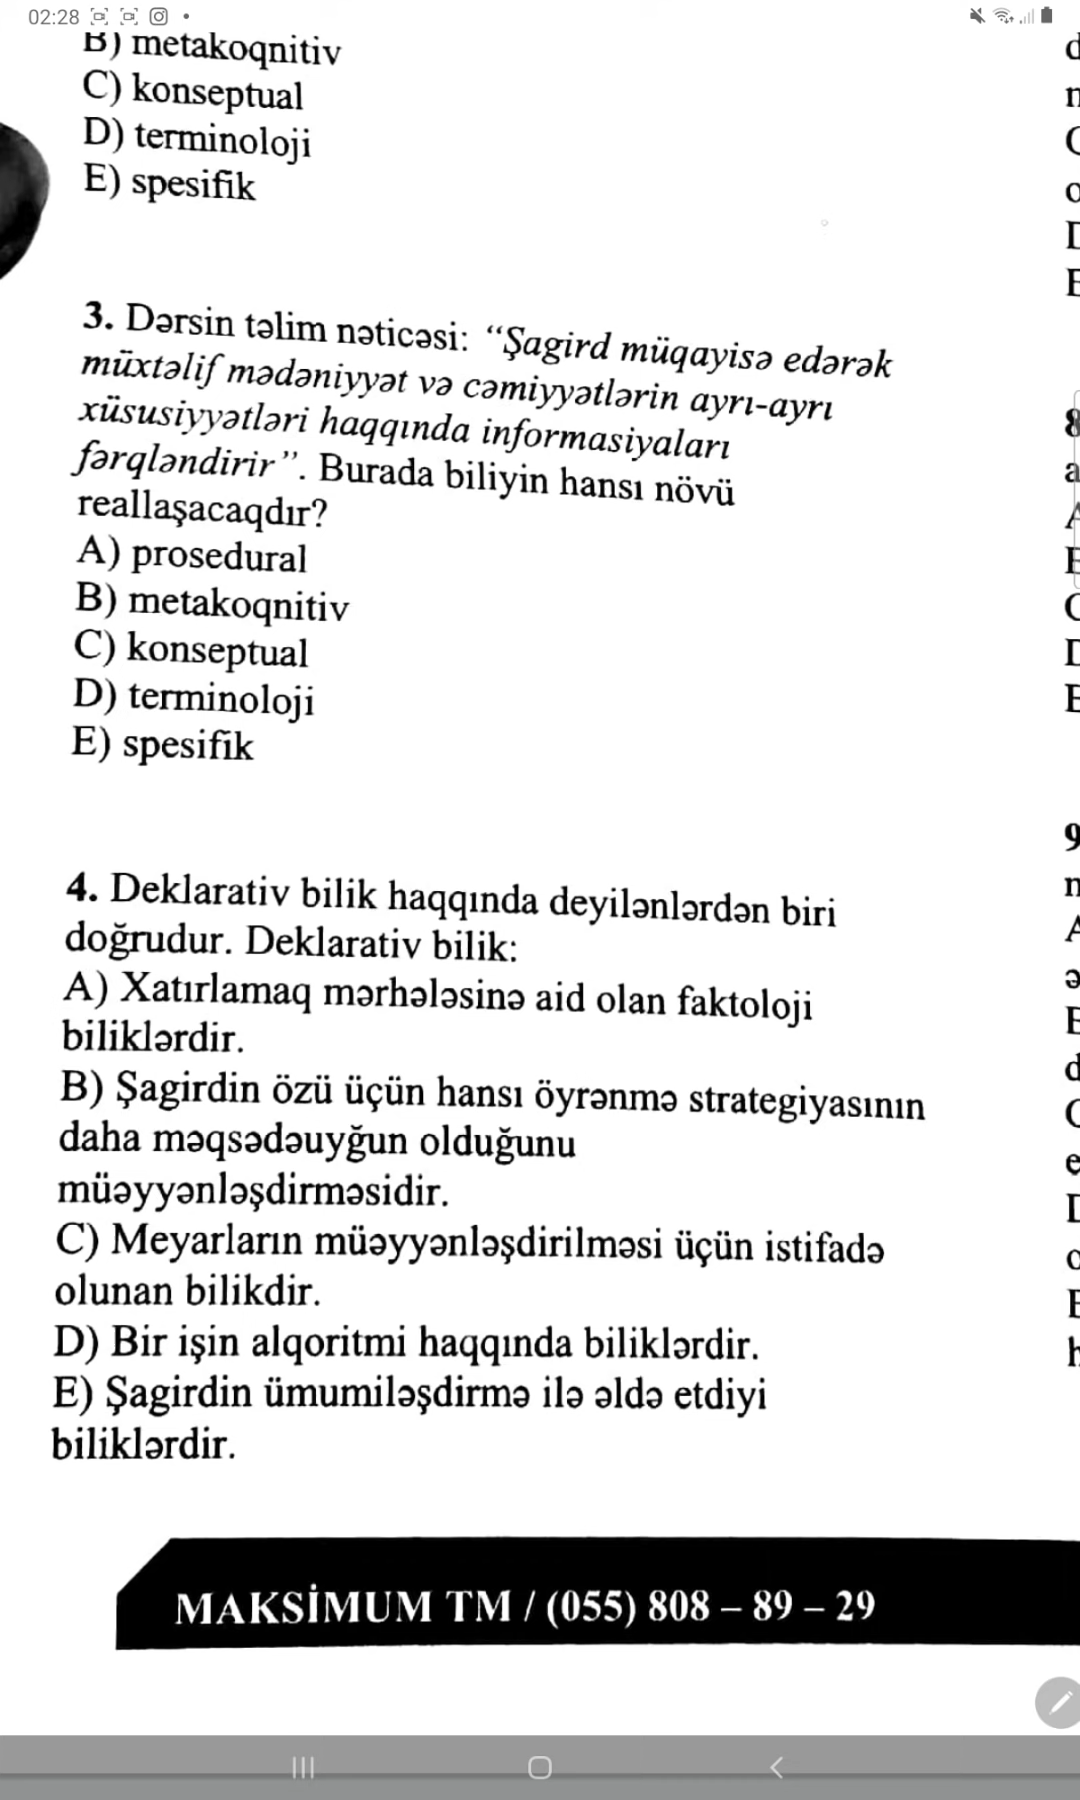 02:28
B) metakoqnitiv
C) konseptual
D) terminoloji
E) spesifik
3. Dərsin təlim nəticəsi: “Şagird müqayisə edərək
müxtəlif mədəniyyət və cəmiyyətlərin ayrı-ayrı
xüsusiyyətləri haqqında informasiyaları
fərqləndirir”. Burada biliyin hansı növü
reallaşacaqdır?
A) prosedural
B) metakoqnitiv
C) konseptual
D) terminoloji
E) spesifik
4. Deklarativ bilik haqqında deyilənlərdən biri
doğrudur. Deklarativ bilik:
A) Xatırlamaq mərhələsinə aid olan faktoloji
biliklərdir.
B) Şagirdin özü üçün hansı öyrənmə strategiyasının
daha məqsədəuyğun olduğunu
müəyyənləşdirməsidir.
C) Meyarların müəyyənləşdirilməsi üçün istifadə
olunan bilikdir.
D) Bir işin alqoritmi haqqında biliklərdir.
E) Şagirdin ümumiləşdirmə ilə əldə etdiyi
biliklərdir.
MAKSİMUM TM / (055) 808 – 89 – 29